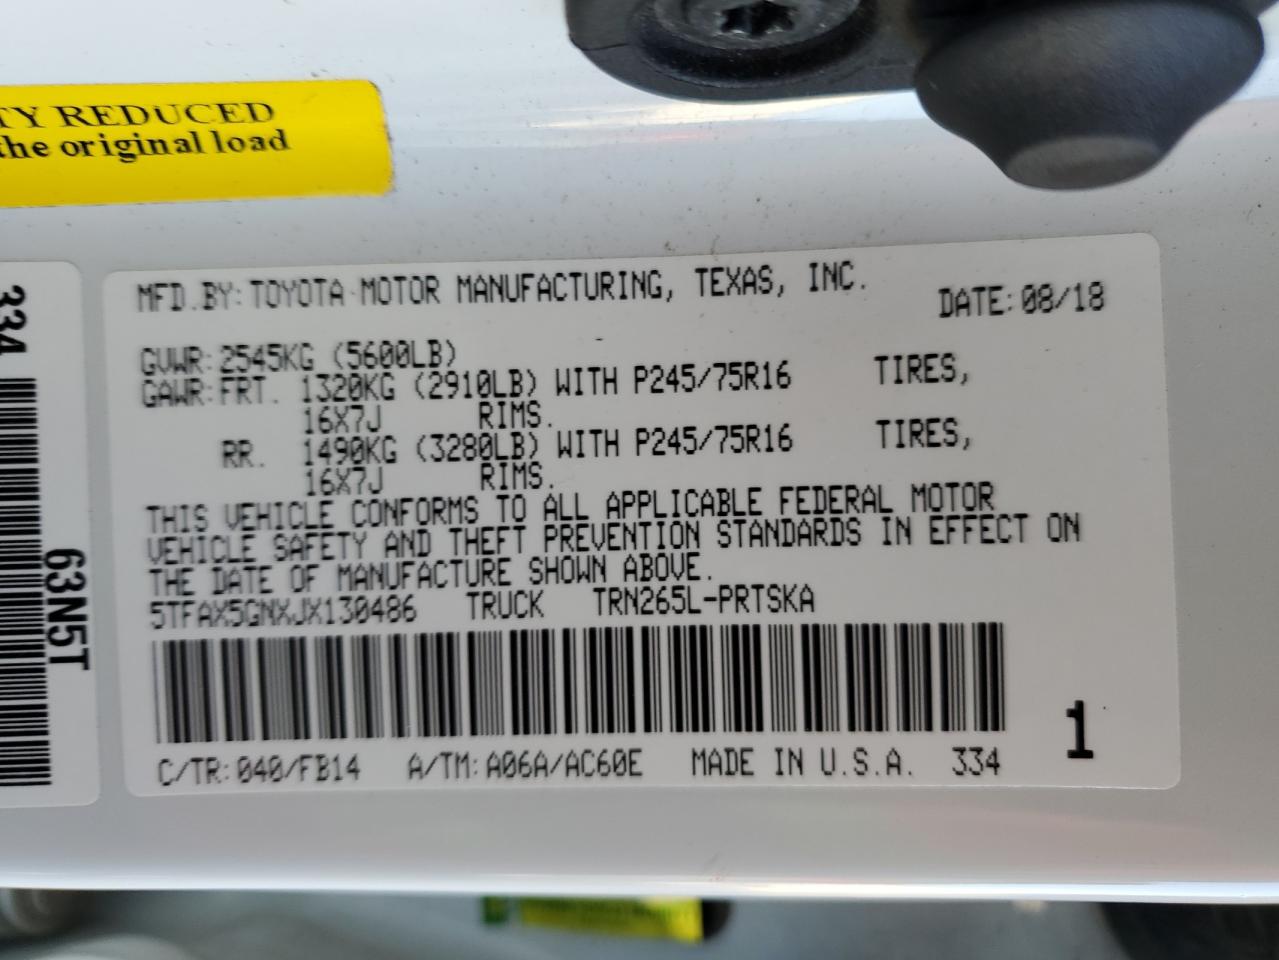 TY REDUCED
the original load
334
63N5T
MFD.BY:TOYOTA MOTOR MANUFACTURING, TEXAS, INC.
DATE:08/18
GVWR:2545KG (5600LB)
GAWR:FRT. 1320KG (2910LB) WITH P245/75R16 TIRES,
16X7J RIMS.
RR. 1490KG (3280LB) WITH P245/75R16 TIRES,
16X7J RIMS.
THIS VEHICLE CONFORMS TO ALL APPLICABLE FEDERAL MOTOR
VEHICLE SAFETY AND THEFT PREVENTION STANDARDS IN EFFECT ON
THE DATE OF MANUFACTURE SHOWN ABOVE.
5TFAX5GNXJX130486 TRUCK TRN265L-PRTSKA
1
C/TR:040/FB14 A/TM:A06A/AC60E MADE IN U.S.A. 334